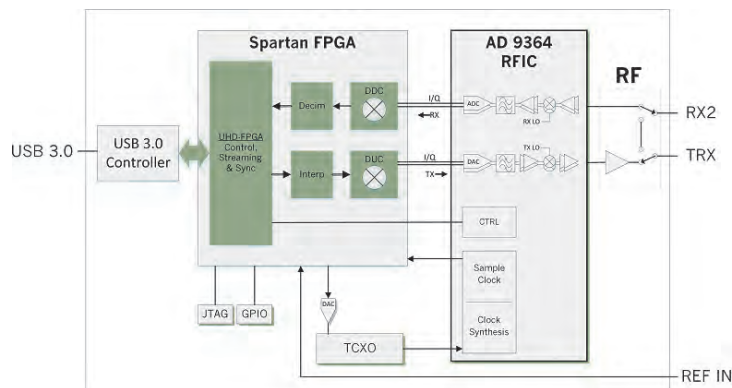 Spartan FPGA
AD 9364
RFIC
RF
UHD-FPGA
Control,
Streaming
& Sync
Decim
DDC
I/Q
RX
ADC
RX LO
RX2
USB 3.0
USB 3.0
Controller
Interp
DUC
I/Q
TX
DAC
TX LO
TRX
CTRL
Sample
Clock
Clock
Synthesis
JTAG
GPIO
DAC
TCXO
REF IN